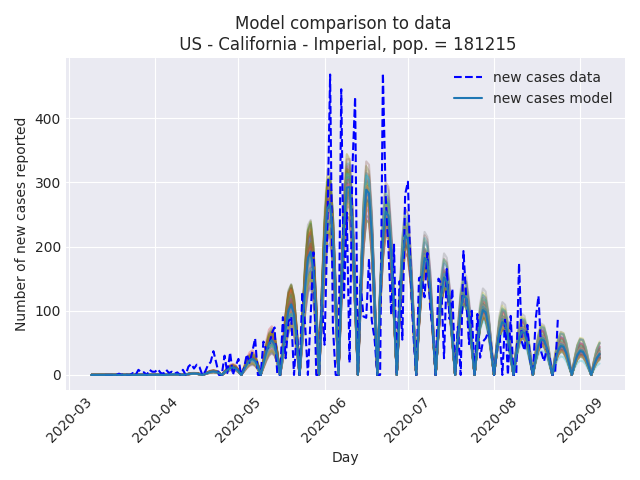 Model comparison to data
US - California - Imperial, pop. = 181215
Number of new cases reported
400
300
200
100
0
new cases data
new cases model
2020-03
2020-04
2020-05
2020-06
2020-07
2020-08
2020-09
Day